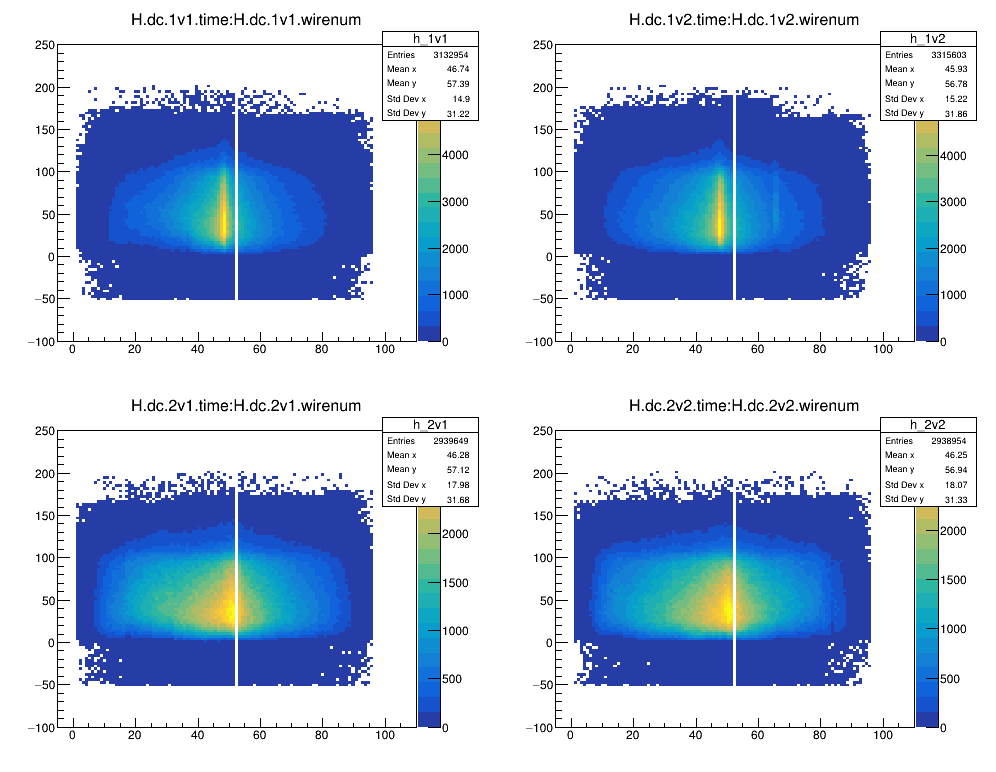 H.dc.1v1.time:H.dc.1v1.wirenum
h_1v1
Entries 3132954
Mean x 46.74
Mean y 57.39
Std Dev x 14.9
Std Dev y 31.22
250
200
150
100
50
0
−50
−100
0 20 40 60 80 100
4000
3000
2000
1000
0
H.dc.1v2.time:H.dc.1v2.wirenum
h_1v2
Entries 3315603
Mean x 45.93
Mean y 56.78
Std Dev x 15.22
Std Dev y 31.86
250
200
150
100
50
0
−50
−100
0 20 40 60 80 100
4000
3000
2000
1000
0
H.dc.2v1.time:H.dc.2v1.wirenum
h_2v1
Entries 2939649
Mean x 46.28
Mean y 57.12
Std Dev x 17.98
Std Dev y 31.68
250
200
150
100
50
0
−50
−100
0 20 40 60 80 100
2000
1500
1000
500
0
H.dc.2v2.time:H.dc.2v2.wirenum
h_2v2
Entries 2938954
Mean x 46.25
Mean y 56.94
Std Dev x 18.07
Std Dev y 31.33
250
200
150
100
50
0
−50
−100
0 20 40 60 80 100
2000
1500
1000
500
0